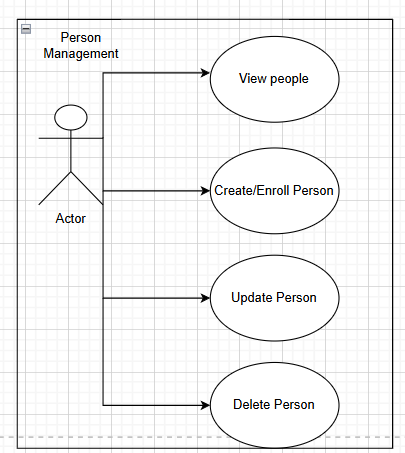 Person
Management
View people
Create/Enroll Person
Actor
Update Person
Delete Person